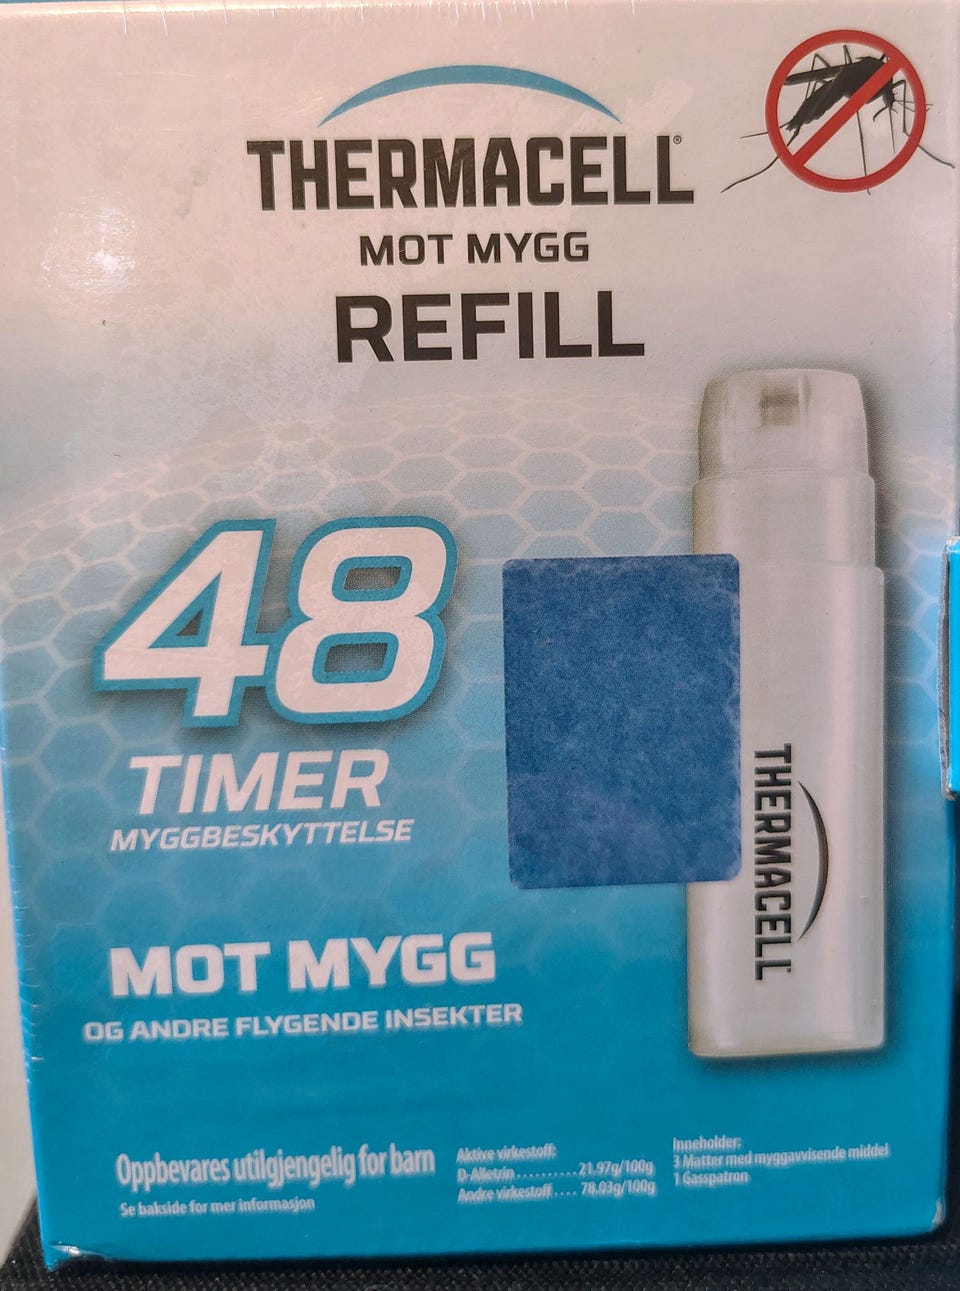 THERMACELL®
MOT MYGG
REFILL
48
TIMER
MYGGBESKYTTELSE
MOT MYGG
OG ANDRE FLYGENDE INSEKTER
THERMACELL
Oppbevares utilgjengelig for barn
Se bakside for mer informasjon
Aktive virkestoff:
D-Alletrin..........21,97g/100g
Andre virkestoff .... 78,03g/100g
Inneholder:
3 Matter med myggavvisende middel
1 Gasspatron